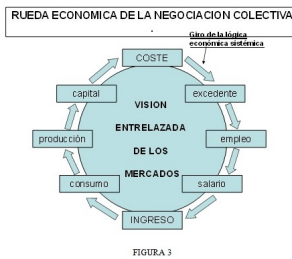 RUEDA ECONOMICA DE LA NEGOCIACION COLECTIVA
.
Giro de la lógica
económica sistémica
COSTE
capital
excedente
VISION
ENTRELAZADA
producción
empleo
DE LOS
MERCADOS
consumo
salario
INGRESO
FIGURA 3